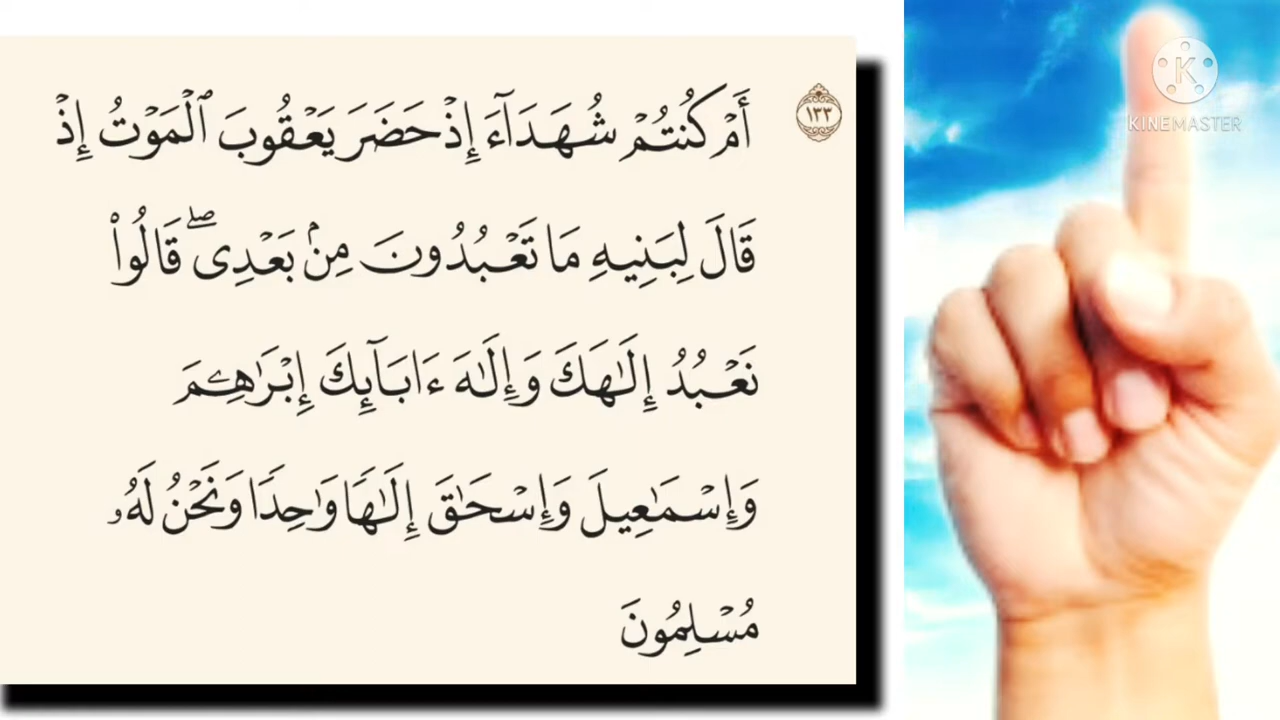 ١٣٣ أَمْ كُنتُمْ شُهَدَآءَ إِذْ حَضَرَ يَعْقُوبَ ٱلْمَوْتُ إِذْ
قَالَ لِبَنِيهِ مَا تَعْبُدُونَ مِنۢ بَعْدِى ۖ قَالُوا۟
نَعْبُدُ إِلَـٰهَكَ وَإِلَـٰهَ ءَابَآئِكَ إِبْرَٰهِـۧمَ
وَإِسْمَـٰعِيلَ وَإِسْحَـٰقَ إِلَـٰهًا وَٰحِدًا وَنَحْنُ لَهُۥ
مُسْلِمُونَ
K
KINEMASTER